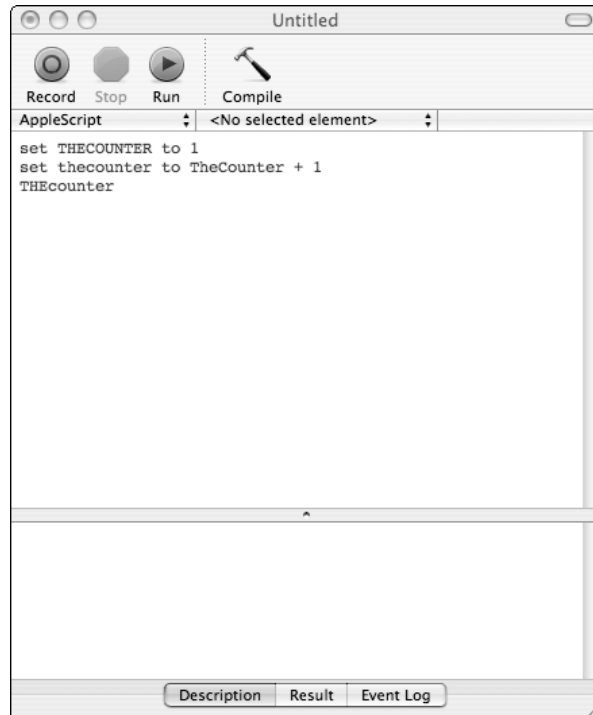 Untitled
Record Stop Run Compile
AppleScript <No selected element>
set THECOUNTER to 1
set thecounter to TheCounter + 1
THEcounter
Description Result Event Log